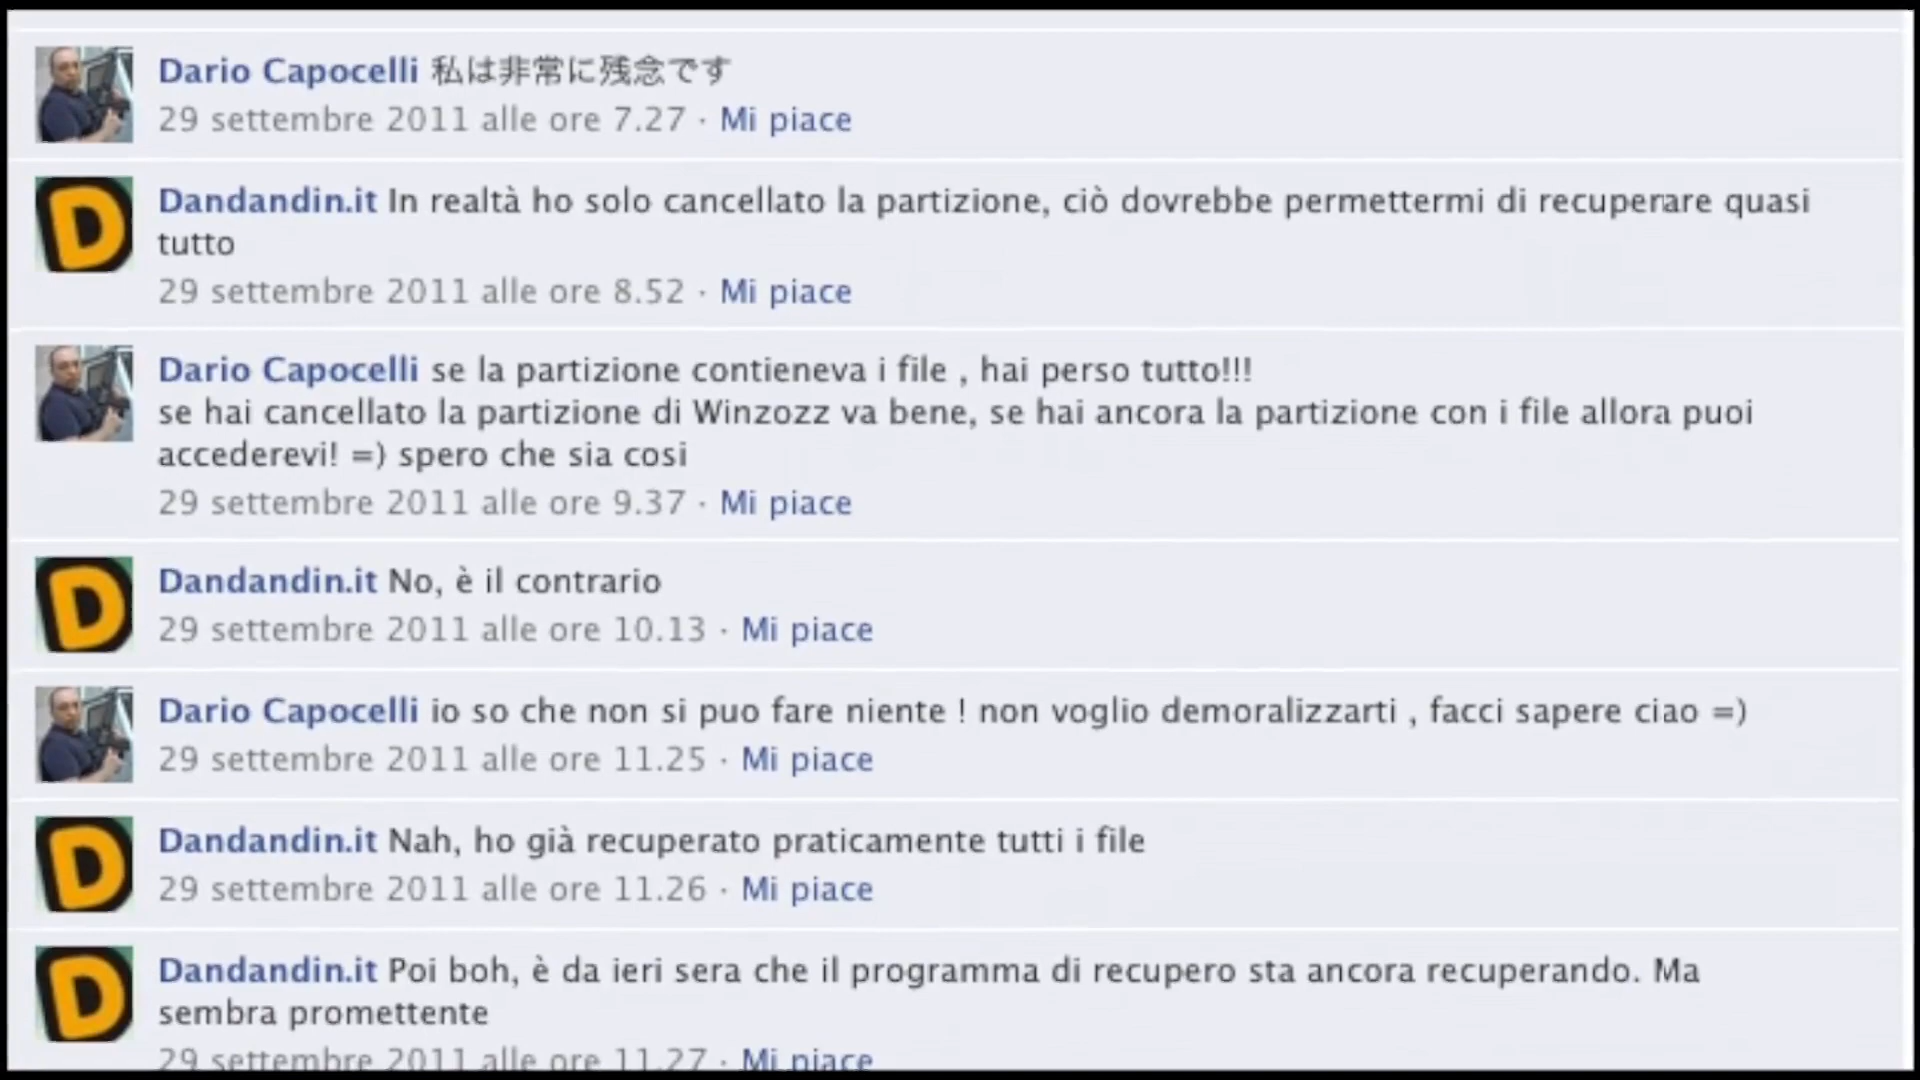 Dario Capocelli 私は非常に残念です
29 settembre 2011 alle ore 7.27 · Mi piace
Dandandin.it In realtà ho solo cancellato la partizione, ciò dovrebbe permettermi di recuperare quasi
tutto
29 settembre 2011 alle ore 8.52 · Mi piace
Dario Capocelli se la partizione contieneva i file , hai perso tutto!!!
se hai cancellato la partizione di Winzozz va bene, se hai ancora la partizione con i file allora puoi
accederevi! =) spero che sia cosi
29 settembre 2011 alle ore 9.37 · Mi piace
Dandandin.it No, è il contrario
29 settembre 2011 alle ore 10.13 · Mi piace
Dario Capocelli io so che non si puo fare niente ! non voglio demoralizzarti , facci sapere ciao =)
29 settembre 2011 alle ore 11.25 · Mi piace
Dandandin.it Nah, ho già recuperato praticamente tutti i file
29 settembre 2011 alle ore 11.26 · Mi piace
Dandandin.it Poi boh, è da ieri sera che il programma di recupero sta ancora recuperando. Ma
sembra promettente
29 settembre 2011 alle ore 11.27 · Mi piace